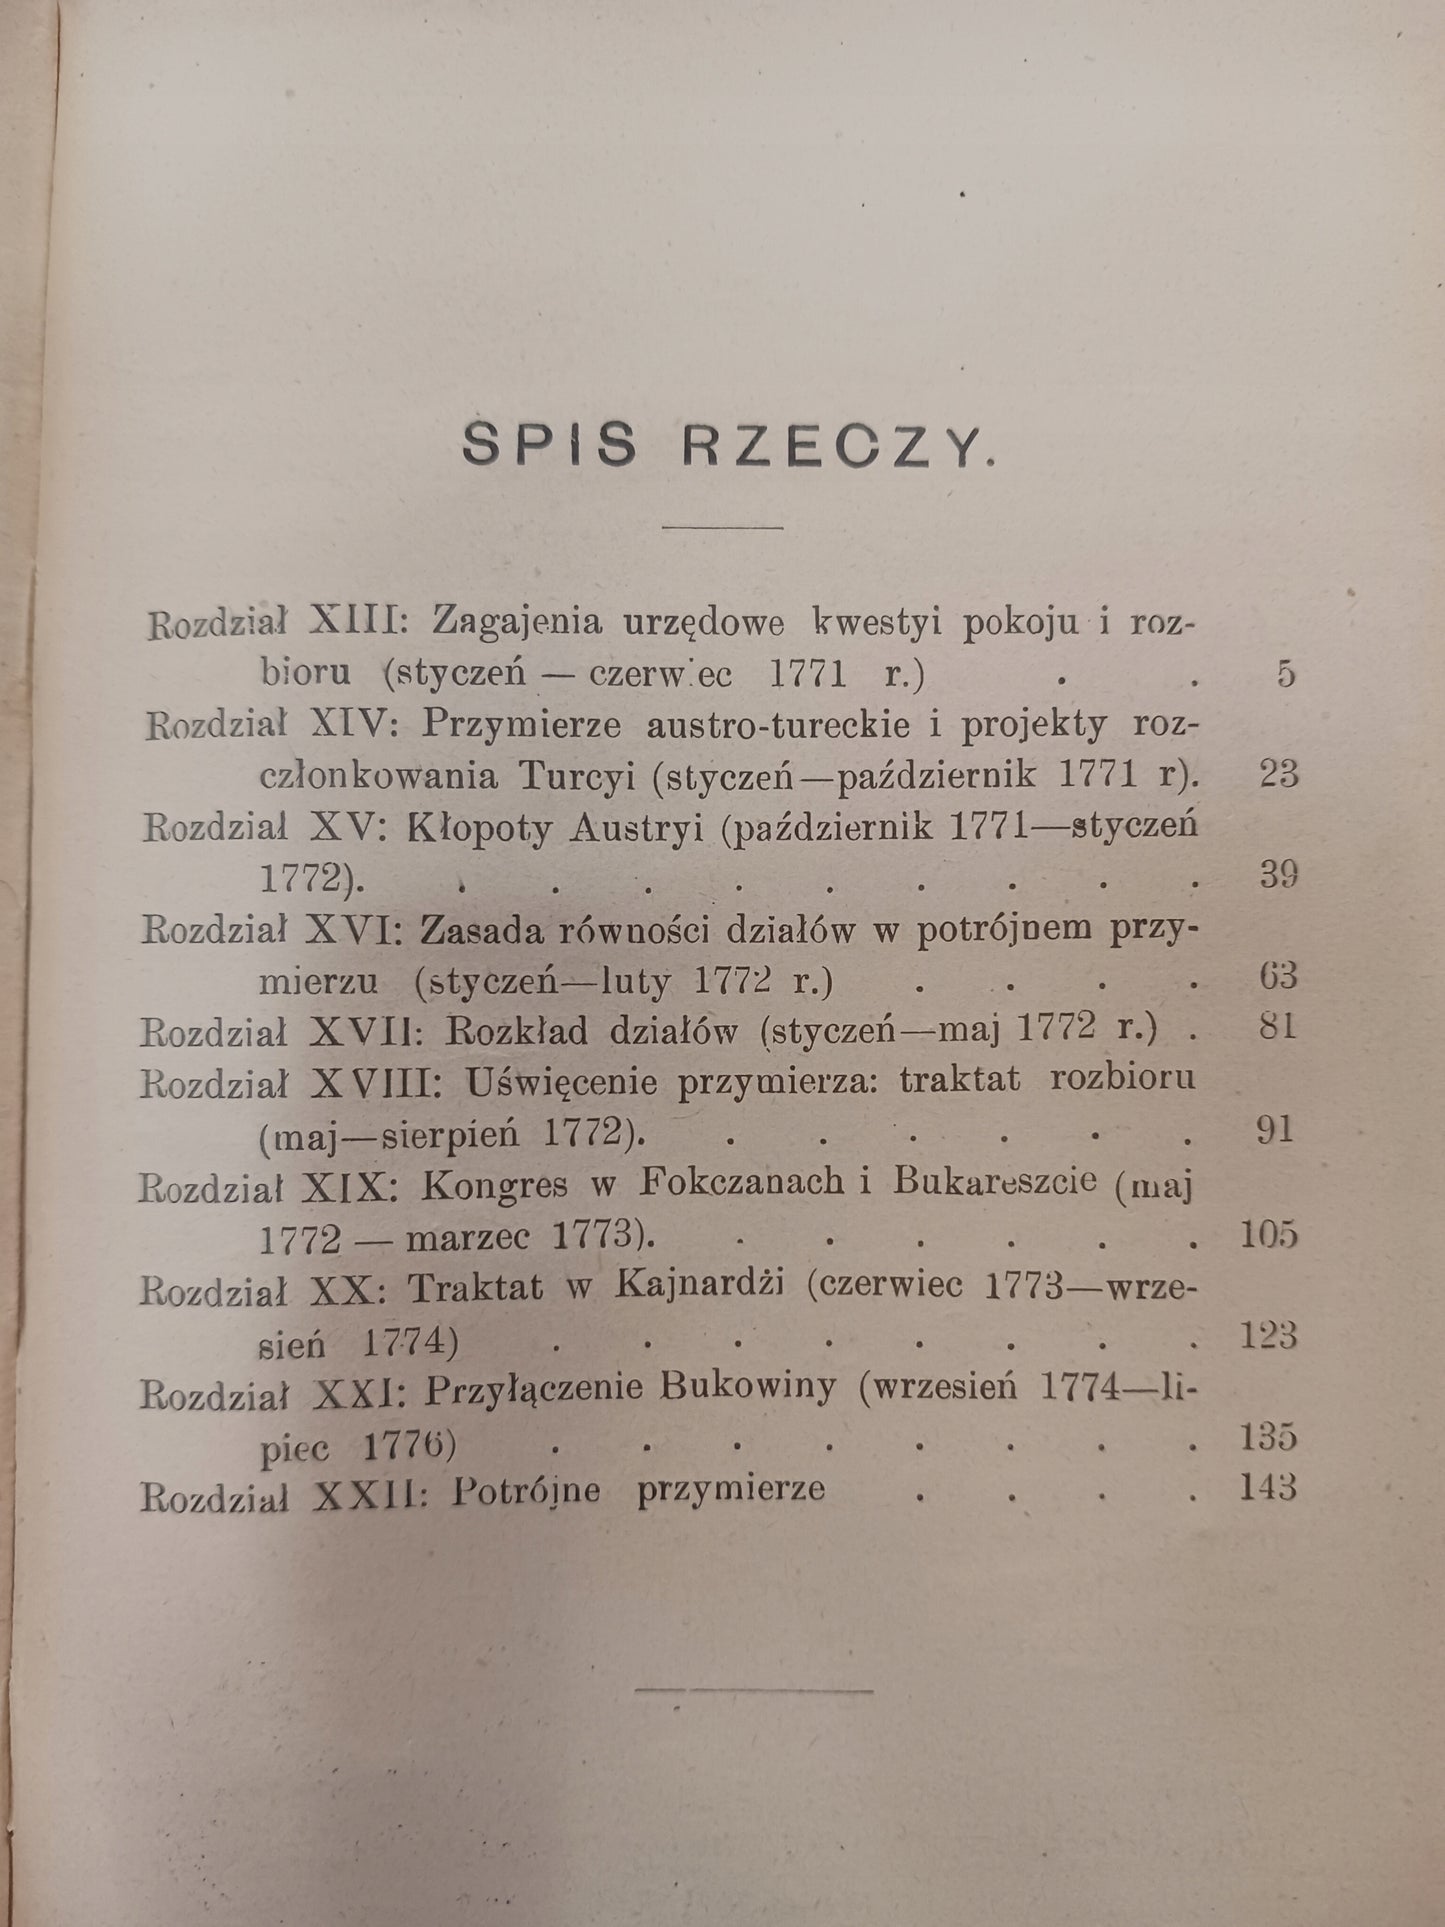 SPIS RZECZY.
Rozdział XIII: Zagajenia urzędowe kwestyi pokoju i roz-
bioru (styczeń — czerwiec 1771 r.) . . 5
Rozdział XIV: Przymierze austro-tureckie i projekty roz-
członkowania Turcyi (styczeń—październik 1771 r). 23
Rozdział XV: Kłopoty Austryi (październik 1771—styczeń
1772). . . . . . . . . . 39
Rozdział XVI: Zasada równości działów w potrójnem przy-
mierzu (styczeń—luty 1772 r.) . . . . 63
Rozdział XVII: Rozkład działów (styczeń—maj 1772 r.) . 81
Rozdział XVIII: Uświęcenie przymierza: traktat rozbioru
(maj—sierpień 1772). . . . . . . 91
Rozdział XIX: Kongres w Fokczanach i Bukareszcie (maj
1772 — marzec 1773). . . . . . . 105
Rozdział XX: Traktat w Kajnardżi (czerwiec 1773—wrze-
sień 1774) . . . . . . . . 123
Rozdział XXI: Przyłączenie Bukowiny (wrzesień 1774—li-
piec 1776) . . . . . . . . 135
Rozdział XXII: Potrójne przymierze . . . . 143